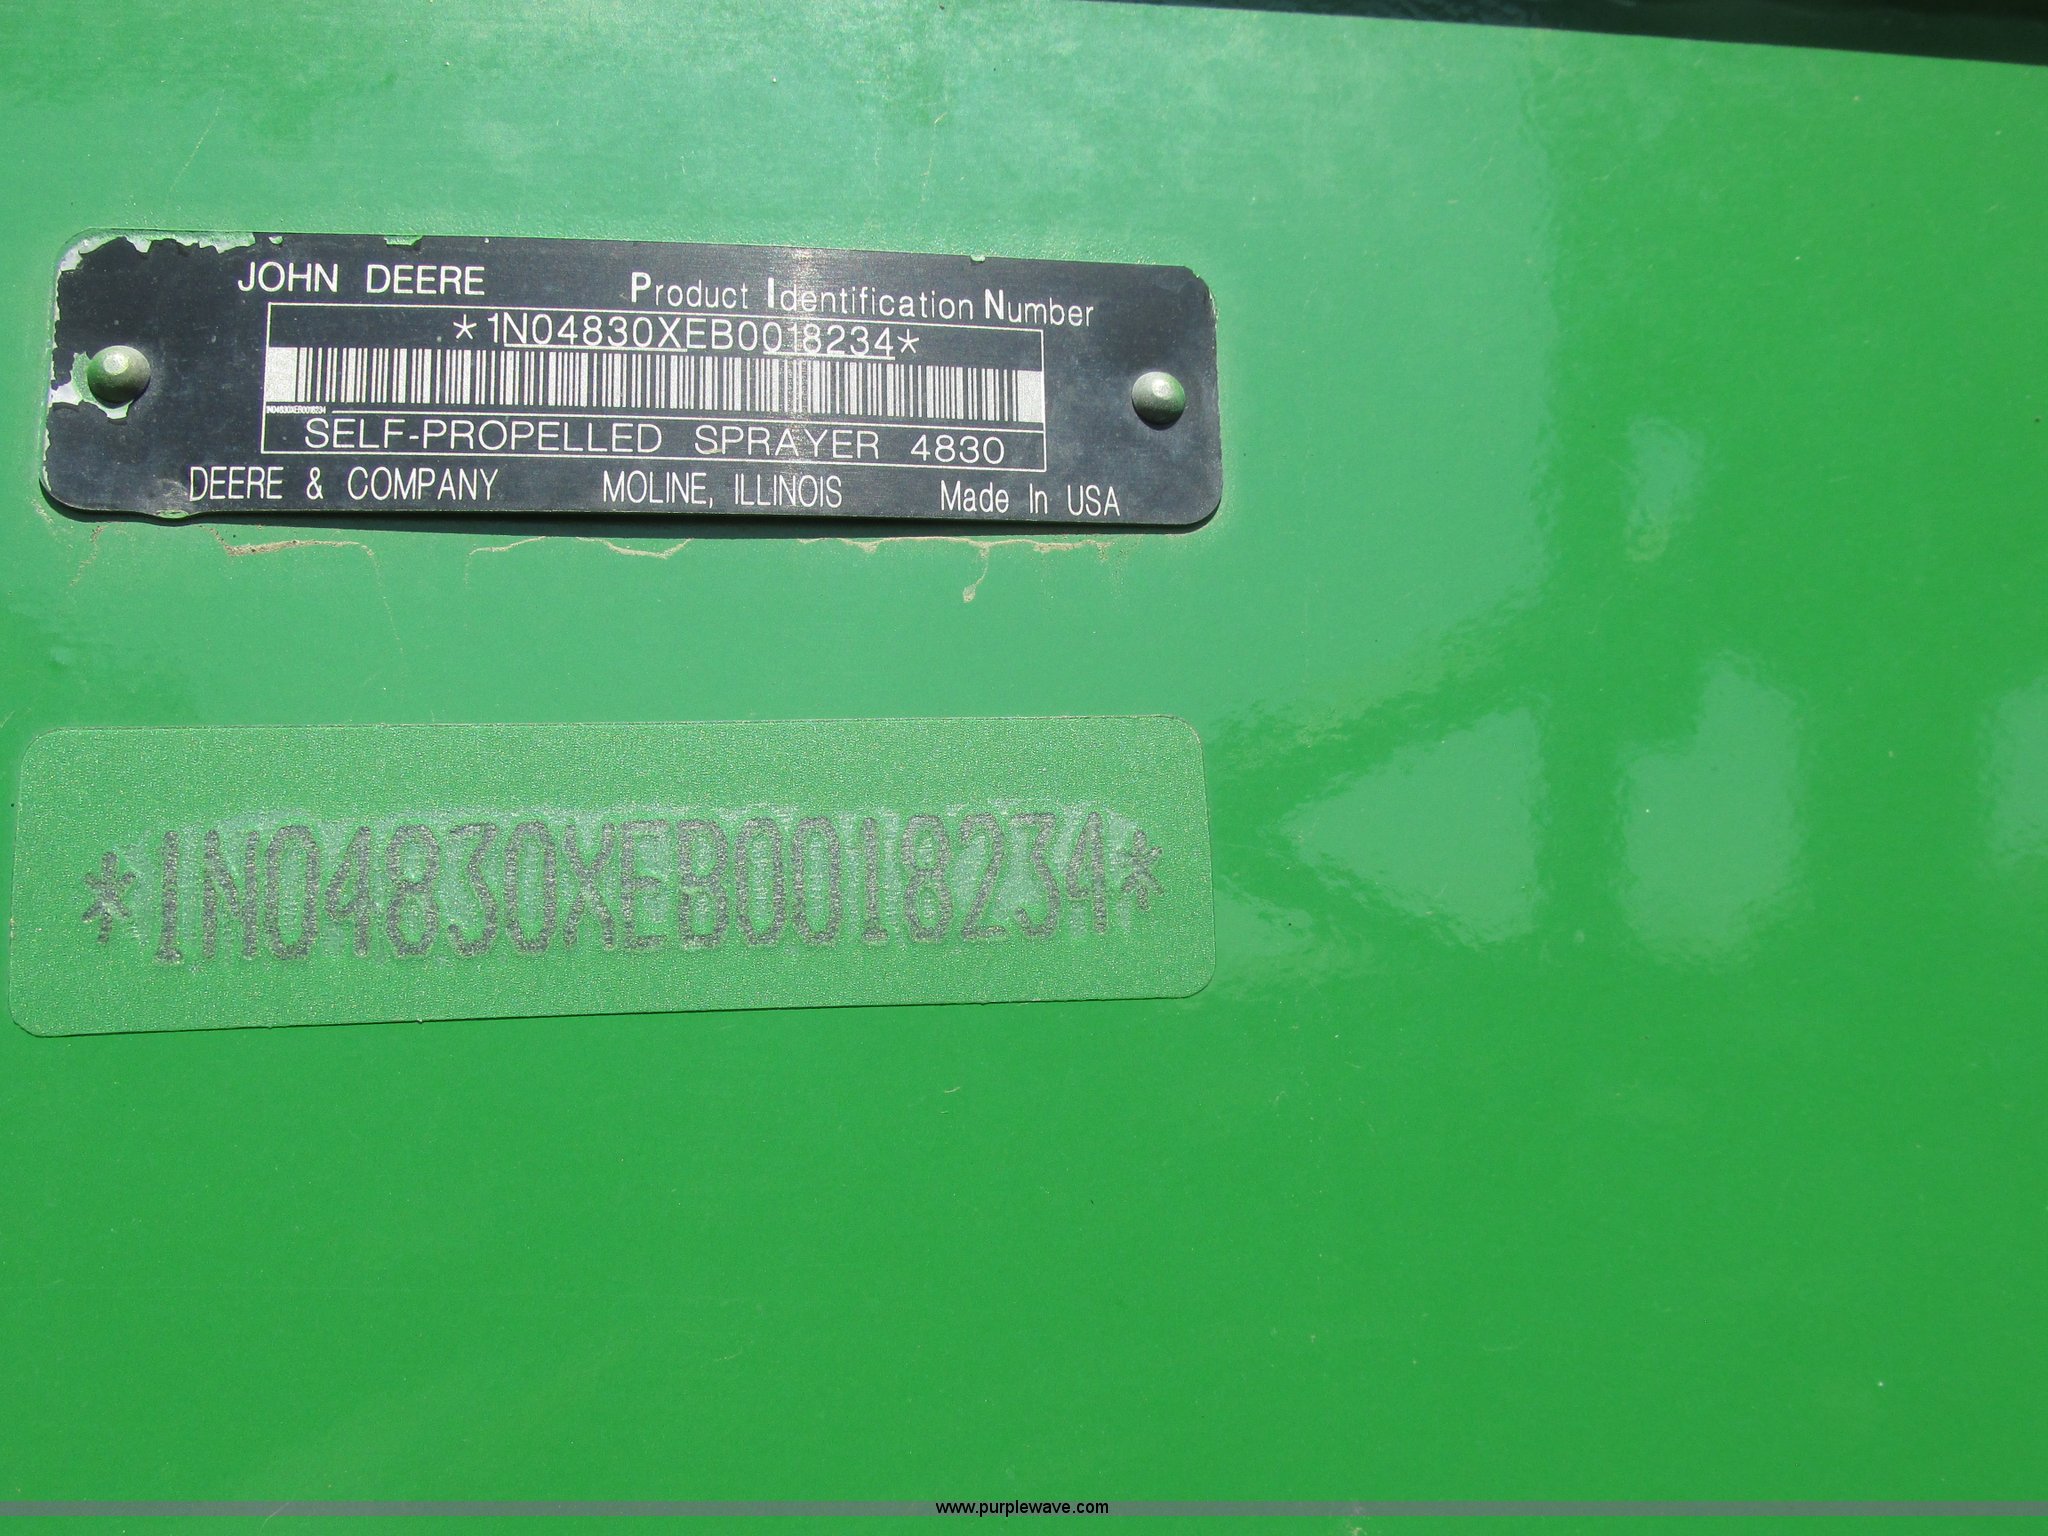 JOHN DEERE Product Identification Number
*1N04830XEB0018234*
1N04830XEB0018234
SELF-PROPELLED SPRAYER 4830
DEERE & COMPANY MOLINE, ILLINOIS Made In USA
*1N04830XEB0018234*
www.purplewave.com